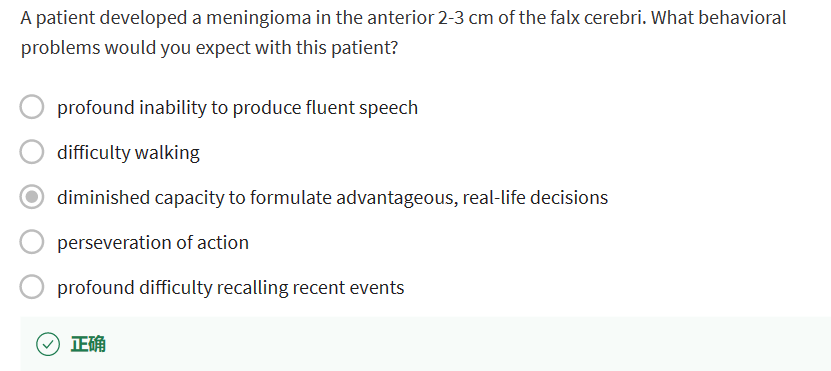 A patient developed a meningioma in the anterior 2-3 cm of the falx cerebri. What behavioral
problems would you expect with this patient?
profound inability to produce fluent speech
difficulty walking
diminished capacity to formulate advantageous, real-life decisions
perseveration of action
profound difficulty recalling recent events
正确